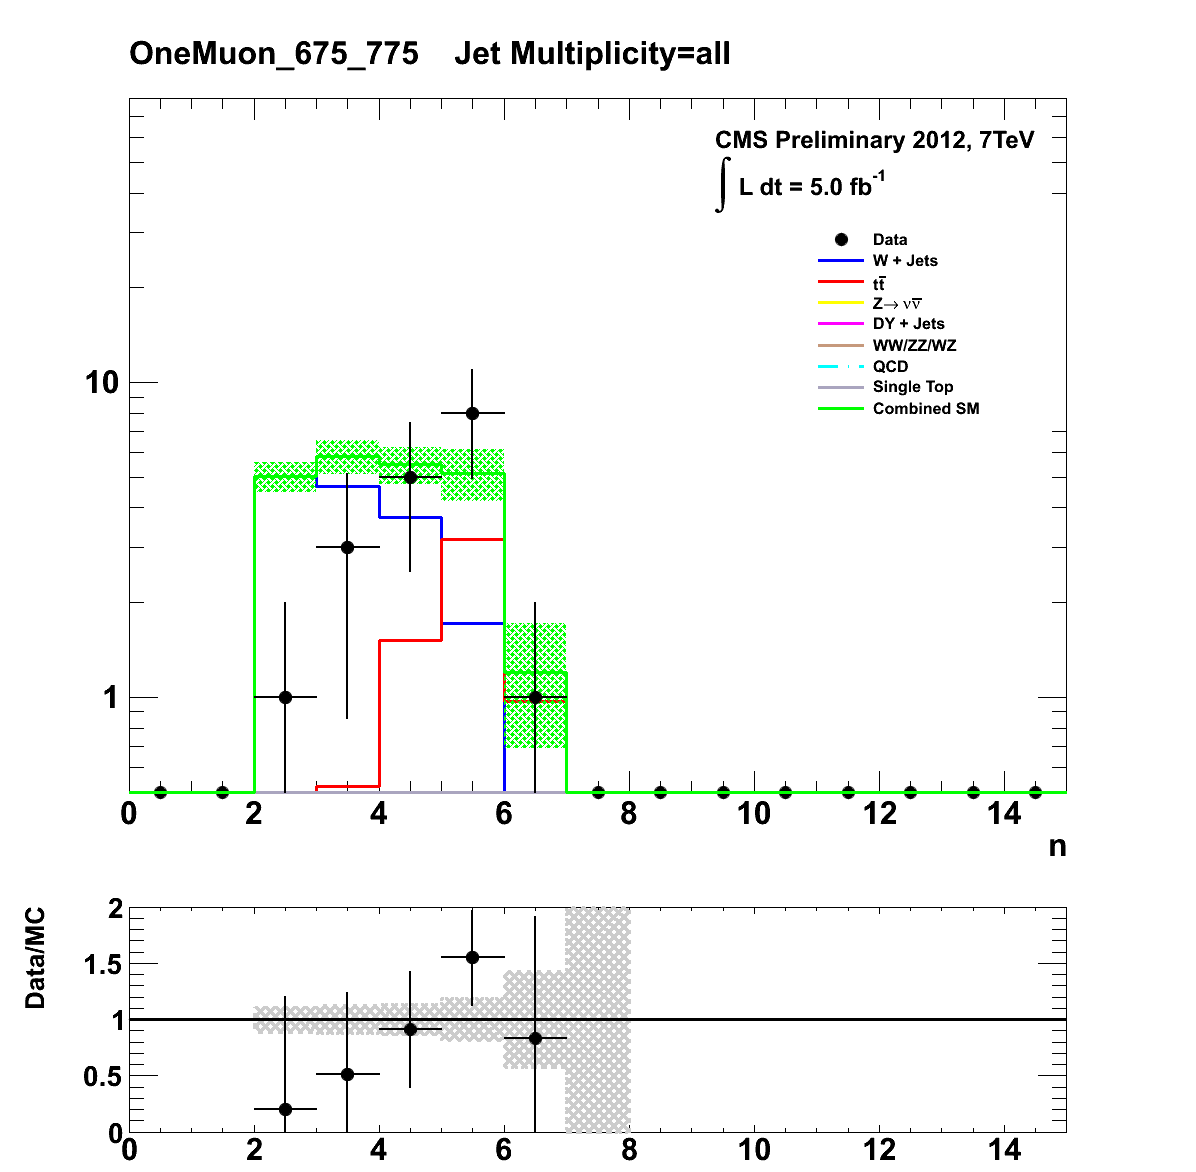 OneMuon_675_775 Jet Multiplicity=all
CMS Preliminary 2012, 7TeV
∫ L dt = 5.0 fb⁻¹
Data
W + Jets
tt̅
Z→ νν̅
DY + Jets
WW/ZZ/WZ
QCD
Single Top
Combined SM
10
1
0 2 4 6 8 10 12 14
n
Data/MC
2
1.5
1
0.5
0
0 2 4 6 8 10 12 14